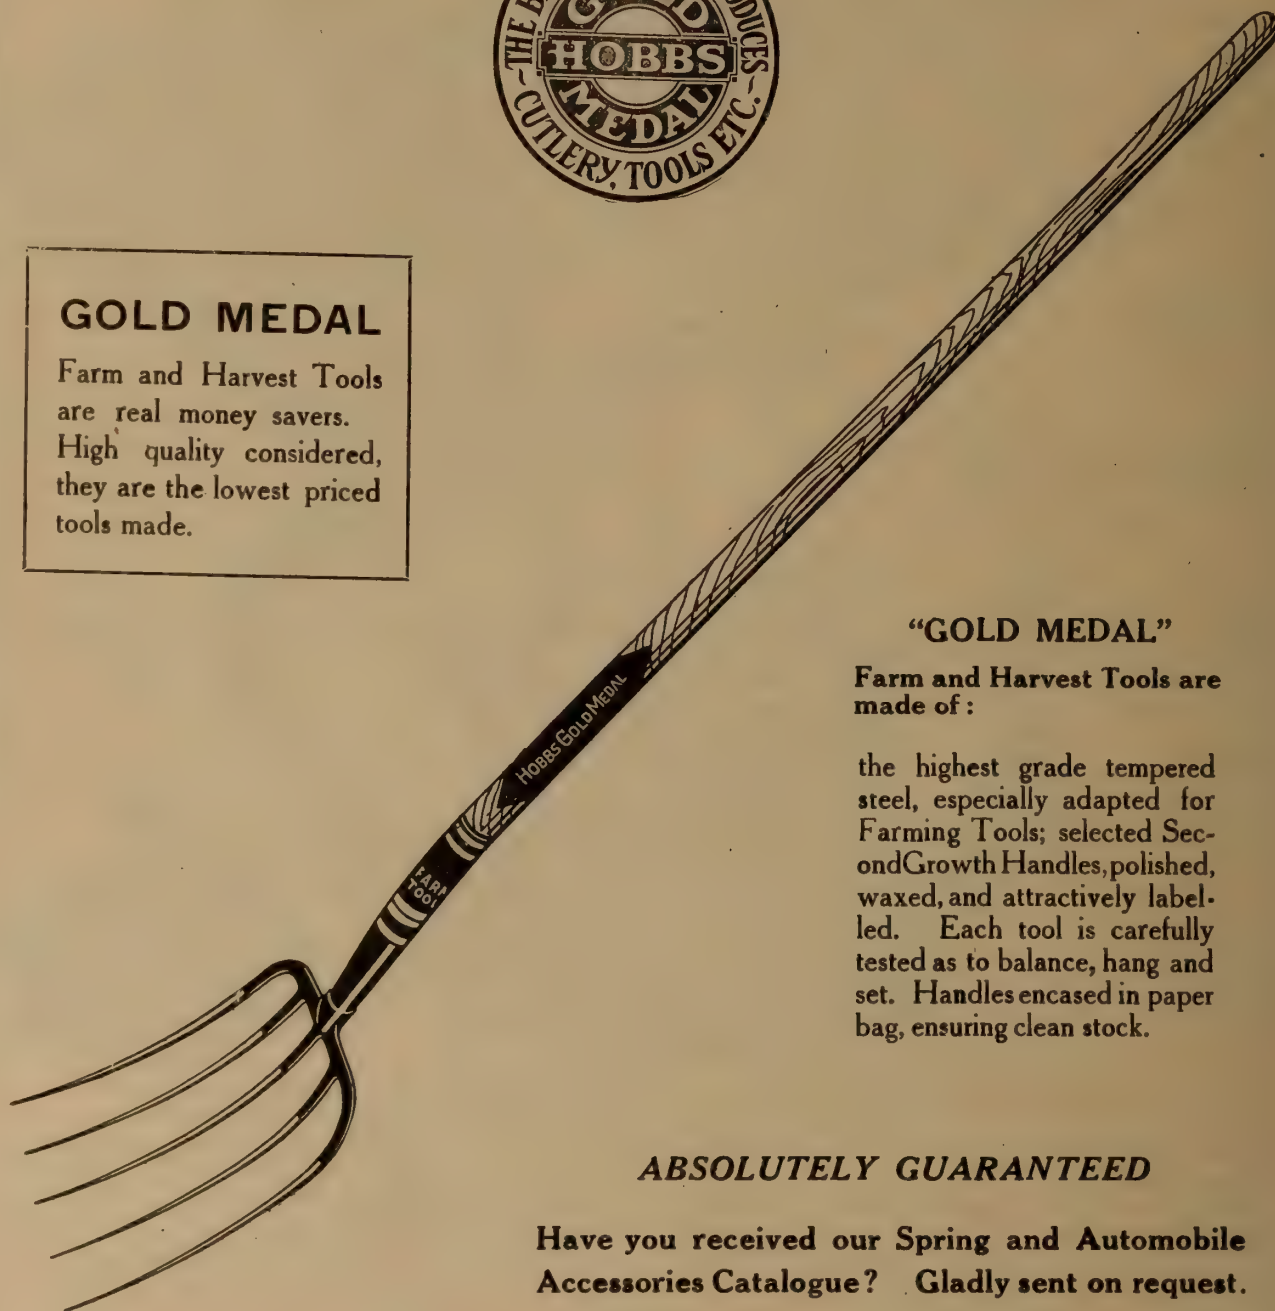 THE
GOLD
HOBBS
MEDAL
CUTLERY, TOOLS ETC.
GOLD MEDAL
Farm and Harvest Tools
are real money savers.
High quality considered,
they are the lowest priced
tools made.
HOBBS GOLD MEDAL
FARM
TOOL
“GOLD MEDAL”
Farm and Harvest Tools are
made of :
the highest grade tempered
steel, especially adapted for
Farming Tools; selected Sec-
ondGrowth Handles, polished,
waxed, and attractively label-
led. Each tool is carefully
tested as to balance, hang and
set. Handles encased in paper
bag, ensuring clean stock.
ABSOLUTELY GUARANTEED
Have you received our Spring and Automobile
Accessories Catalogue? Gladly sent on request.